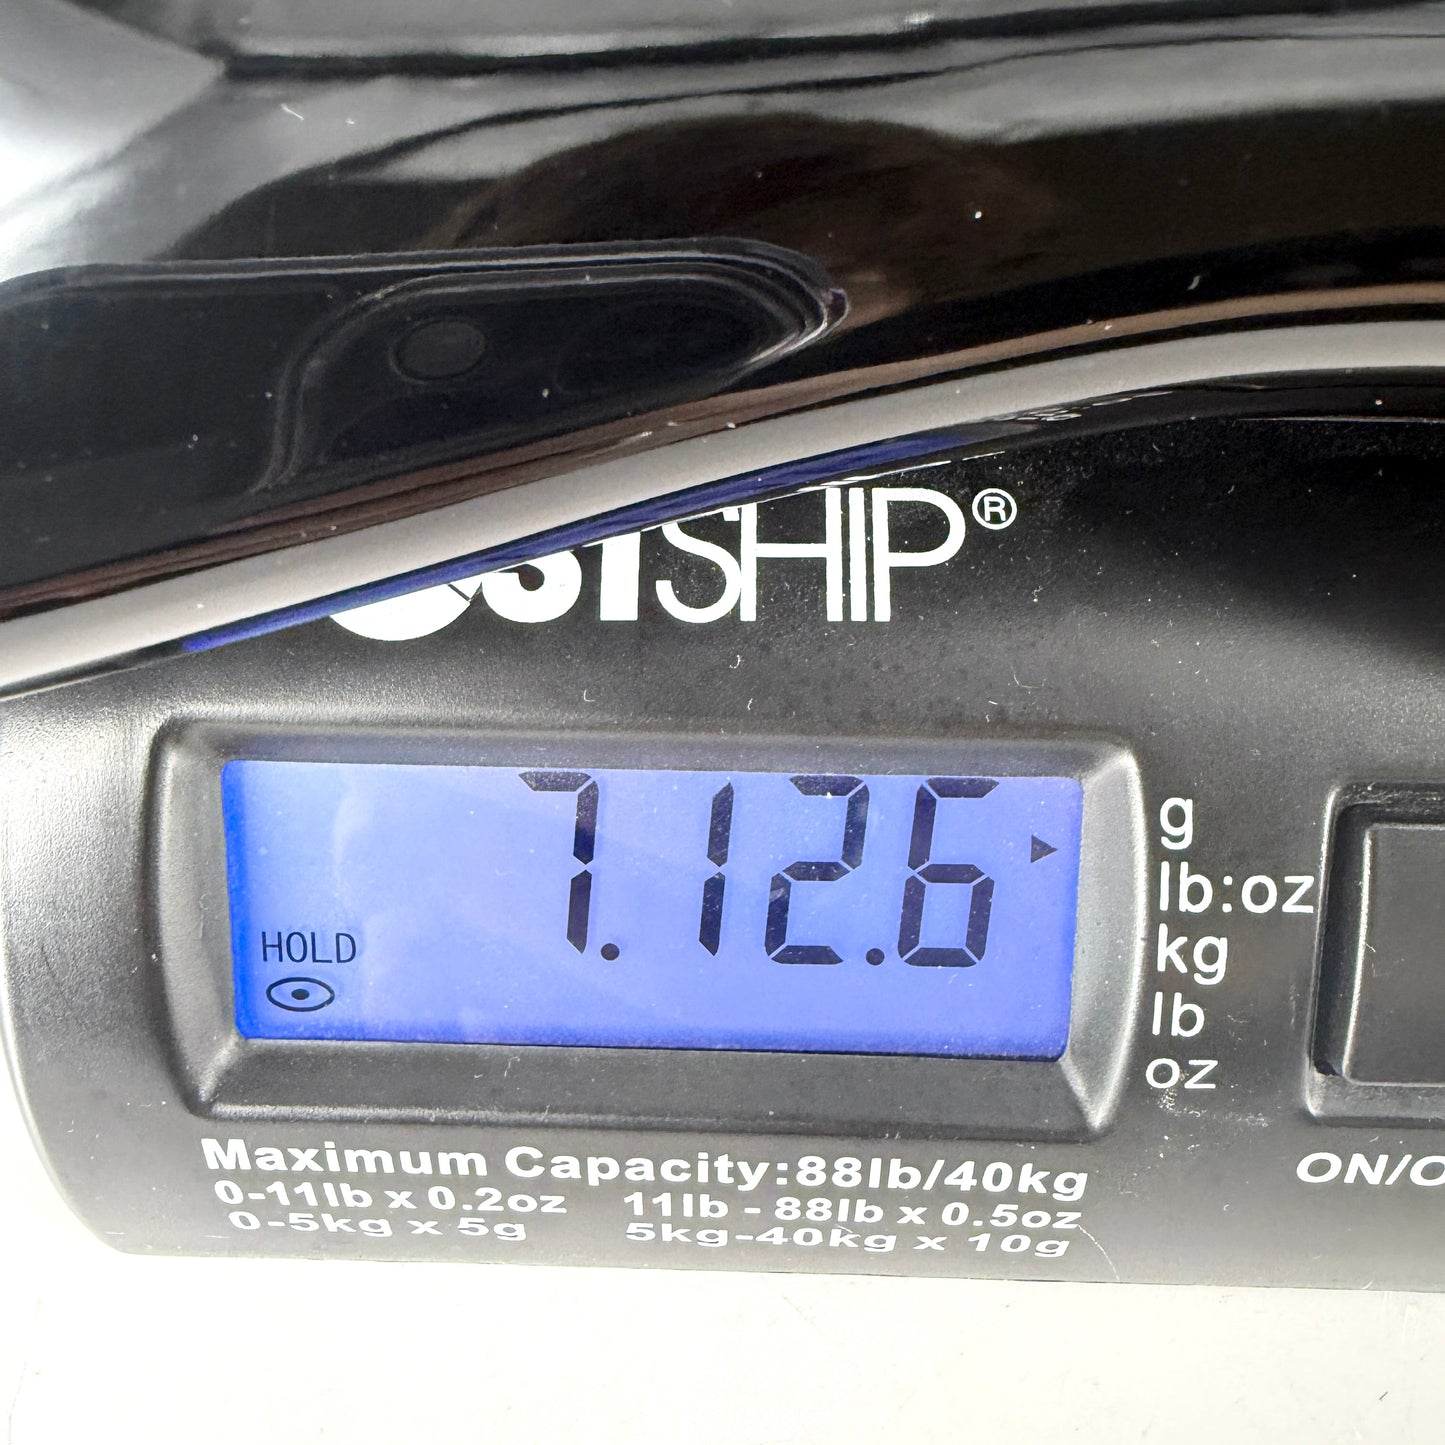 SHIP®
7.12.6
g
lb:oz
kg
lb
oz
HOLD
Maximum Capacity:88lb/40kg
0-11lb x 0.2oz 11lb - 88lb x 0.5oz
0-5kg x 5g 5kg-40kg x 10g